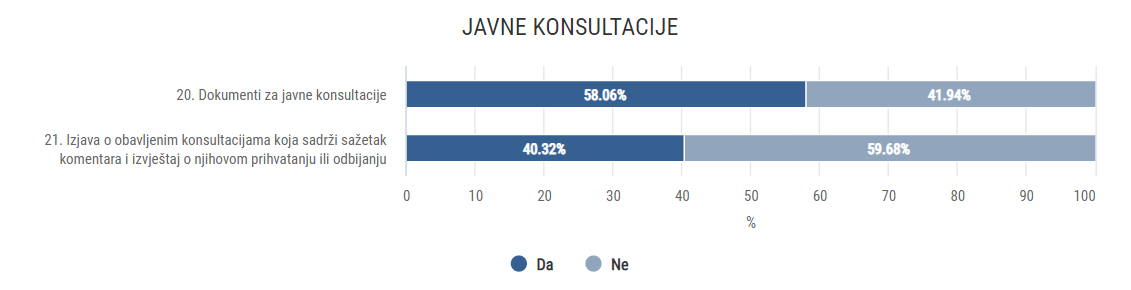 JAVNE KONSULTACIJE
20. Dokumenti za javne konsultacije
58.06%
41.94%
21. Izjava o obavljenim konsultacijama koja sadrži sažetak
komentara i izvještaj o njihovom prihvatanju ili odbijanju
40.32%
59.68%
0 10 20 30 40 50 60 70 80 90 100
%
Da Ne